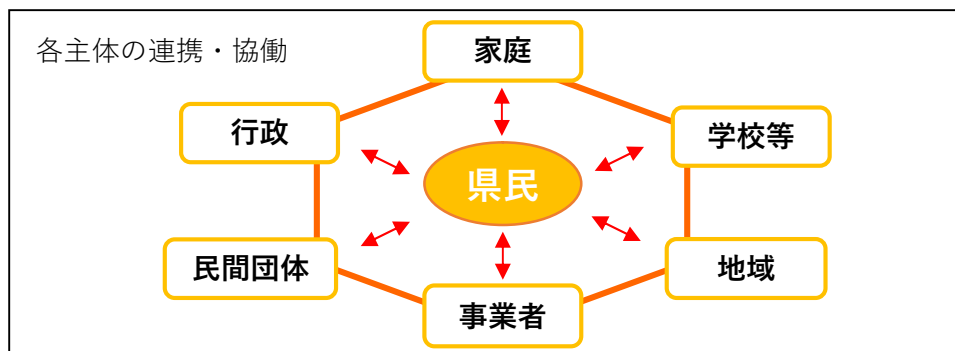 各主体の連携・協働
家庭
行政
学校等
県民
民間団体
地域
事業者